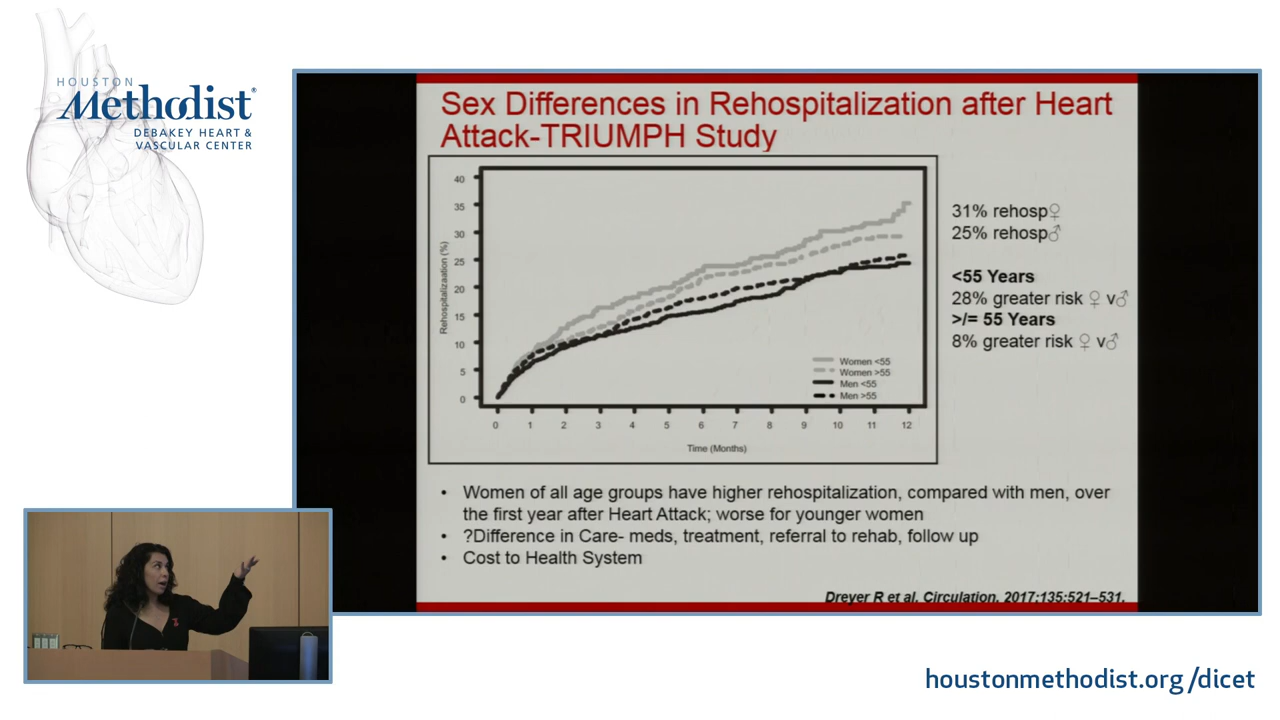 HOUSTON
Methodist®
DEBAKEY HEART &
VASCULAR CENTER
Sex Differences in Rehospitalization after Heart
Attack-TRIUMPH Study
Rehospitalizaation (%)
40
35
30
25
20
15
10
5
0
Women <55
Women >55
Men <55
Men >55
0 1 2 3 4 5 6 7 8 9 10 11 12
Time (Months)
31% rehosp♀
25% rehosp♂
<55 Years
28% greater risk ♀ v♂
>/= 55 Years
8% greater risk ♀ v♂
• Women of all age groups have higher rehospitalization, compared with men, over
the first year after Heart Attack; worse for younger women
• ?Difference in Care- meds, treatment, referral to rehab, follow up
• Cost to Health System
Dreyer R et al. Circulation. 2017;135:521–531.
houstonmethodist.org/dicet